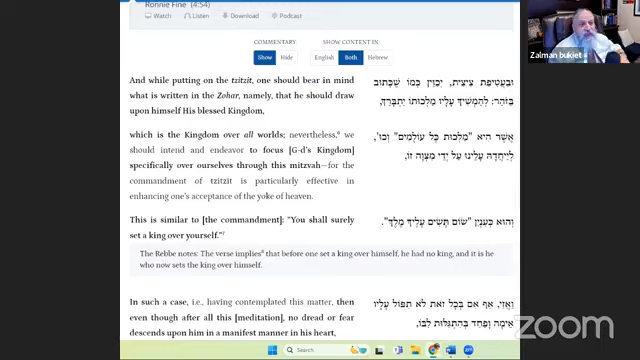 Ronnie Fine (4:54)
Watch Listen Download Podcast
Zalman bukiet
COMMENTARY: SHOW CONTENT IN:
Show Hide English Both Hebrew
And while putting on the tzitzit, one should bear in mind
what is written in the Zohar, namely, that he should draw
upon himself His blessed Kingdom,
וּבַעֲטִיפַת צִיצִית, יְכַוֵּין כְּמוֹ שֶׁכָּתוּב
בַּזּוֹהַר: לְהַמְשִׁיךְ עָלָיו מַלְכוּתוֹ יִתְבָּרֵךְ,
which is the Kingdom over all worlds; nevertheless,⁶ we
should intend and endeavor to focus [G-d's Kingdom]
specifically over ourselves through this mitzvah—for
the commandment of tzitzit is particularly effective in
enhancing one's acceptance of the yoke of heaven.
אֲשֶׁר הִיא "מַלְכוּת כָּל עוֹלָמִים" וְכוּ',
לְיַיחֲדָהּ עָלֵינוּ עַל יְדֵי מִצְוָה זוֹ,
This is similar to [the commandment]: "You shall surely
set a king over yourself."⁷
וְהוּא כְּעִנְיַן "שׂוֹם תָּשִׂים עָלֶיךָ מֶלֶךְ".
The Rebbe notes: The verse implies⁸ that before one set a king over himself, he had no king, and it is
he who now sets the king over himself.
In such a case, i.e., having contemplated this matter, then
even though after all this [meditation], no dread or fear
descends upon him in a manifest manner in his heart,
וַאֲזַי, אַף אִם בְּכָל זֹאת לֹא תִפּוֹל עָלָיו
אֵימָה וָפַחַד בְּהִתְגַּלּוּת לִבּוֹ,
zoom
Search